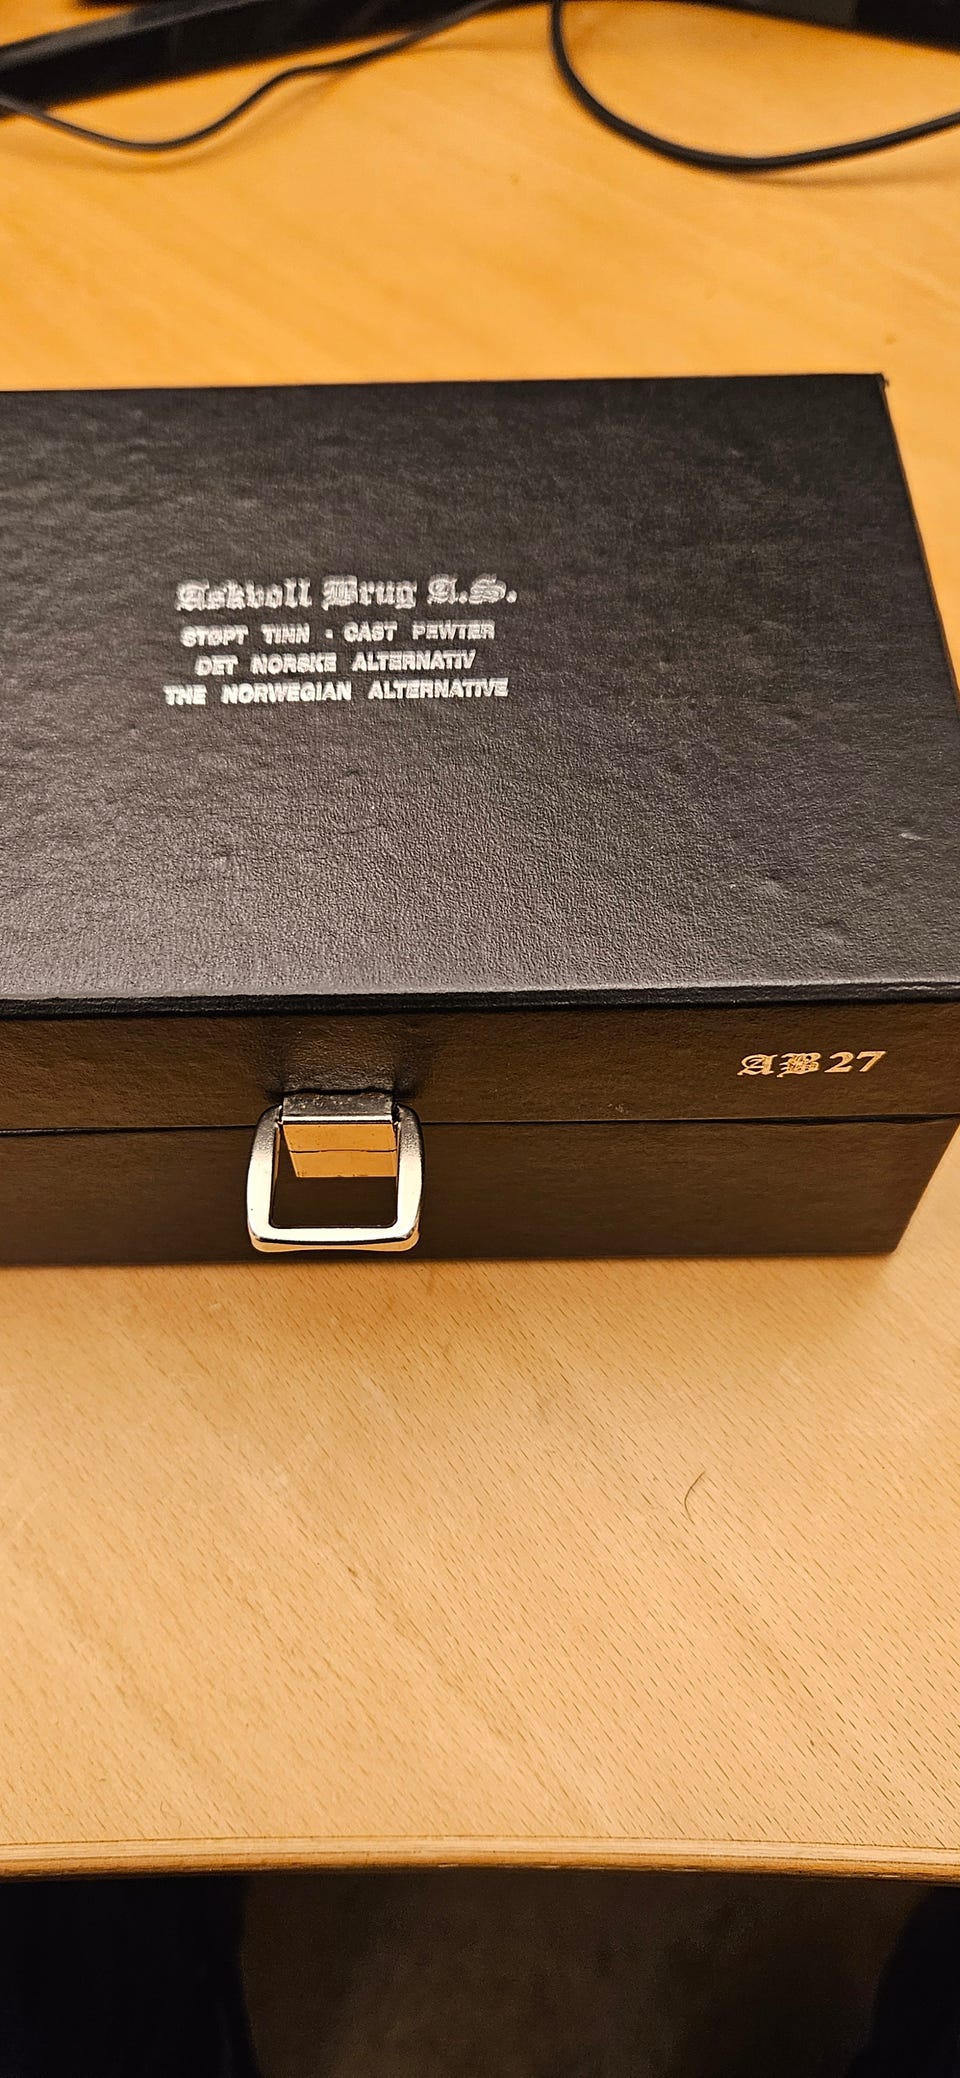 Askvoll Brug A.S.
STØPT TINN · CAST PEWTER
DET NORSKE ALTERNATIV
THE NORWEGIAN ALTERNATIVE
AB27